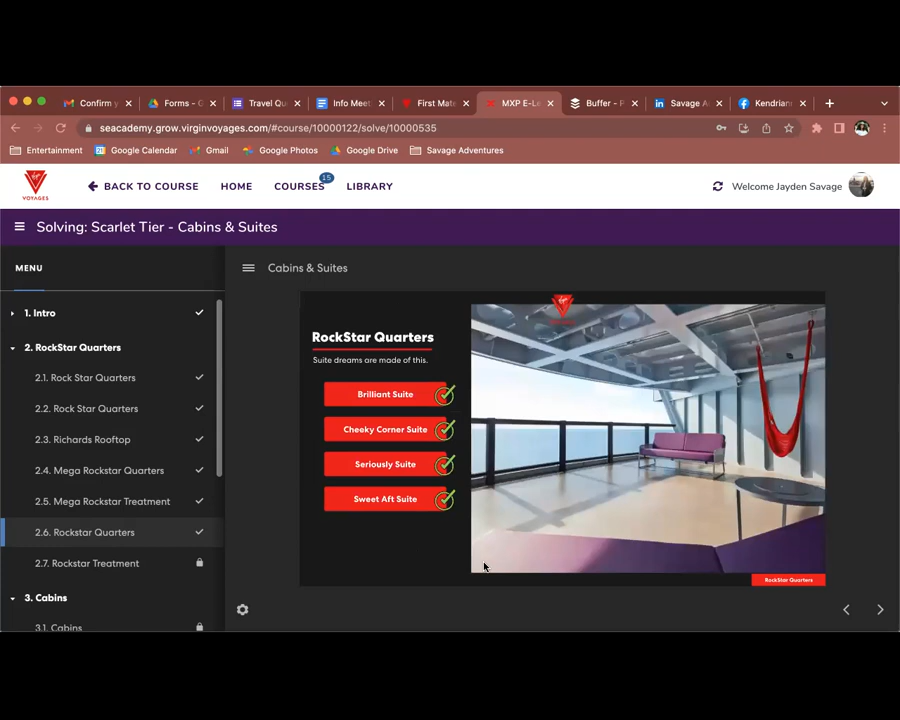 Confirm y
Forms - G
Travel Qu
Info Meet
First Mate
MXP E-Le
Buffer - P
Savage A
Kendrian
seacademy.grow.virginvoyages.com/#course/10000122/solve/10000535
Entertainment
Google Calendar
Gmail
Google Photos
Google Drive
Savage Adventures
VOYAGES
BACK TO COURSE
HOME
COURSES
15
LIBRARY
Welcome Jayden Savage
Solving: Scarlet Tier - Cabins & Suites
MENU
Cabins & Suites
1. Intro
2. RockStar Quarters
2.1. Rock Star Quarters
2.2. Rock Star Quarters
2.3. Richards Rooftop
2.4. Mega Rockstar Quarters
2.5. Mega Rockstar Treatment
2.6. Rockstar Quarters
2.7. Rockstar Treatment
3. Cabins
3.1. Cabins
RockStar Quarters
Suite dreams are made of this.
Brilliant Suite
Cheeky Corner Suite
Seriously Suite
Sweet Aft Suite
RockStar Quarters